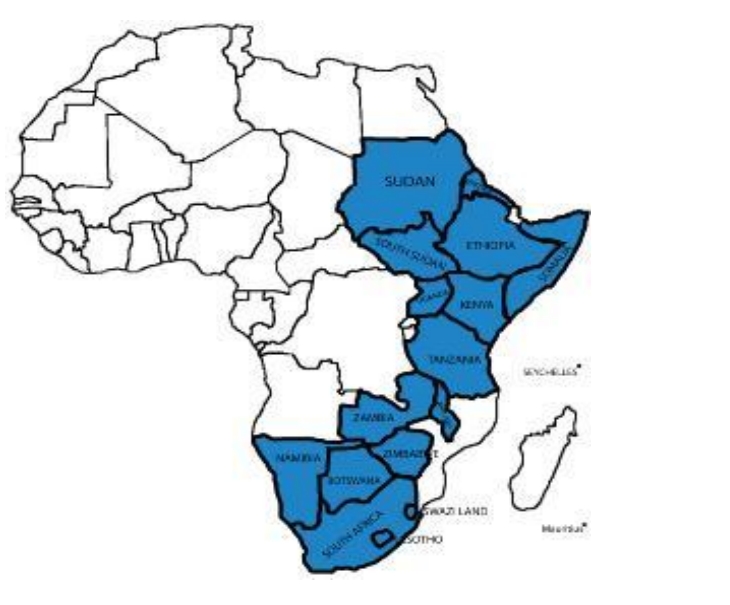 SUDAN
ETHIOPIA
SOUTH SUDAN
SOMALIA
UGANDA
KENYA
TANZANIA
SEYCHELLES
ZAMBIA
ZIMBABWE
NAMIBIA
BOTSWANA
SWAZI LAND
SOUTH AFRICA
Mauritius
LESOTHO